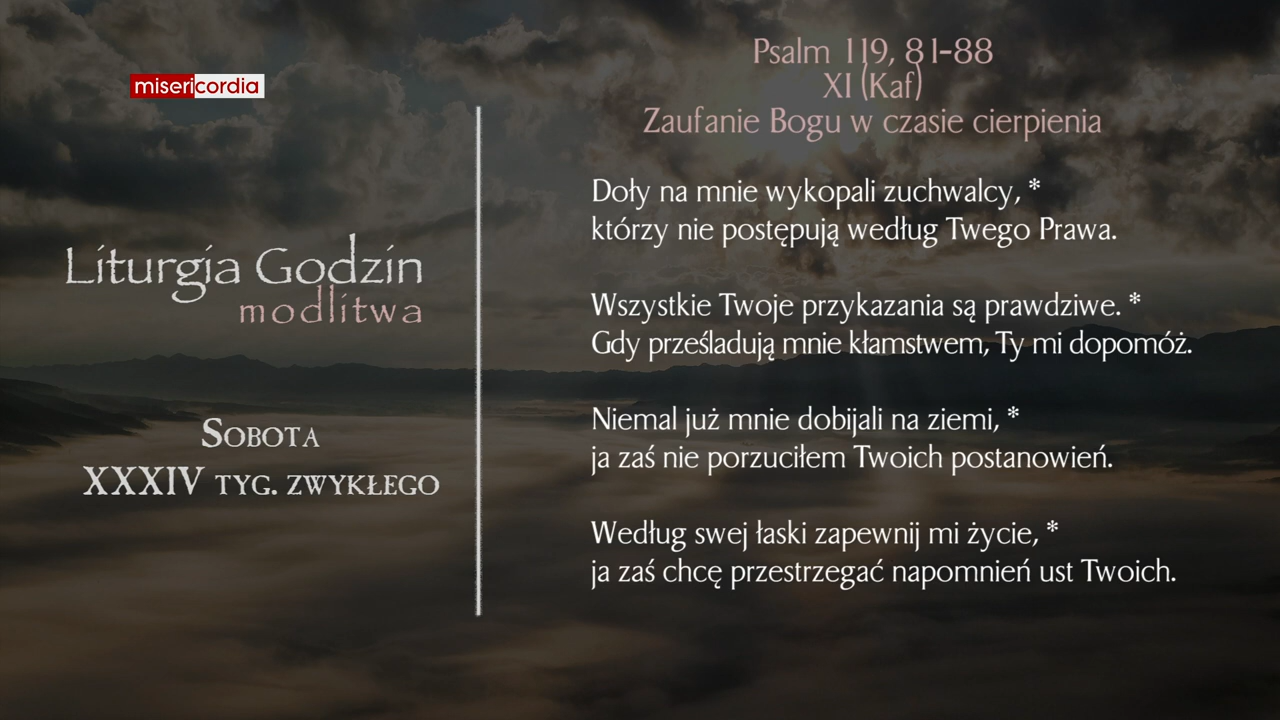 misericordia
Liturgia Godzin
modlitwa
Sobota
XXXIV tyg. zwykłego
Psalm 119, 81-88
XI (Kaf)
Zaufanie Bogu w czasie cierpienia
Doły na mnie wykopali zuchwalcy, *
którzy nie postępują według Twego Prawa.
Wszystkie Twoje przykazania są prawdziwe. *
Gdy prześladują mnie kłamstwem, Ty mi dopomóż.
Niemal już mnie dobijali na ziemi, *
ja zaś nie porzuciłem Twoich postanowień.
Według swej łaski zapewnij mi życie, *
ja zaś chcę przestrzegać napomnień ust Twoich.